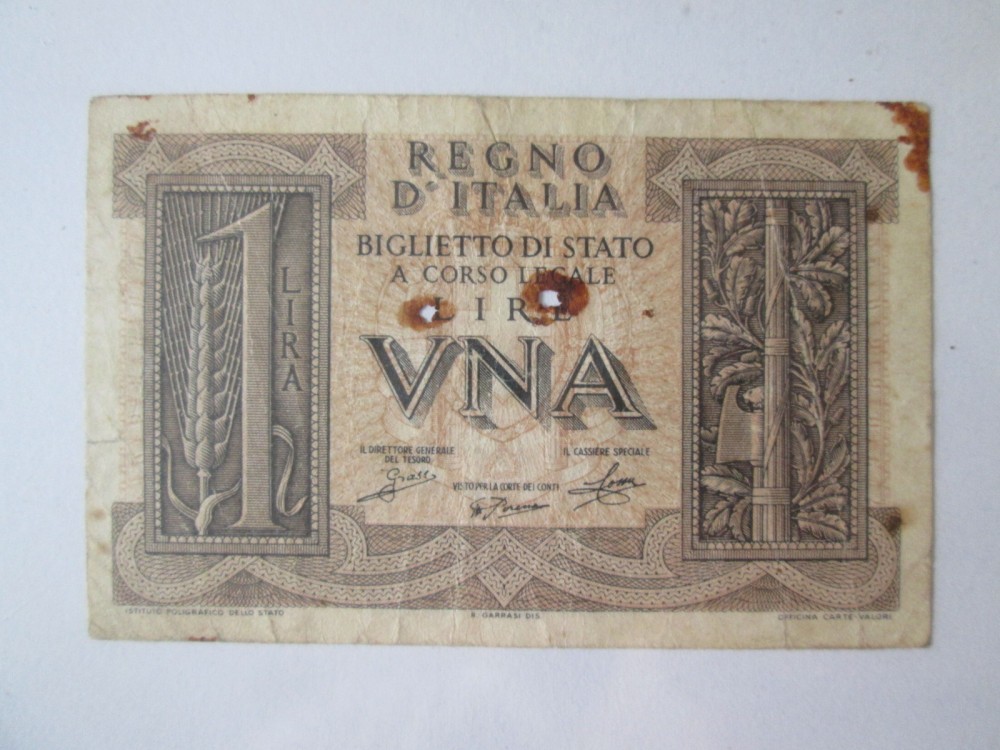 REGNO
D'ITALIA
BIGLIETTO DI STATO
A CORSO LEGALE
LIRE
VNA
1
LIRA
IL DIRETTORE GENERALE
DEL TESORO
IL CASSIERE SPECIALE
Grassi
VISTO PER LA CORTE DEI CONTI
ISTITUTO POLIGRAFICO DELLO STATO
R. GARRASI DIS.
OFFICINA CARTE-VALORI